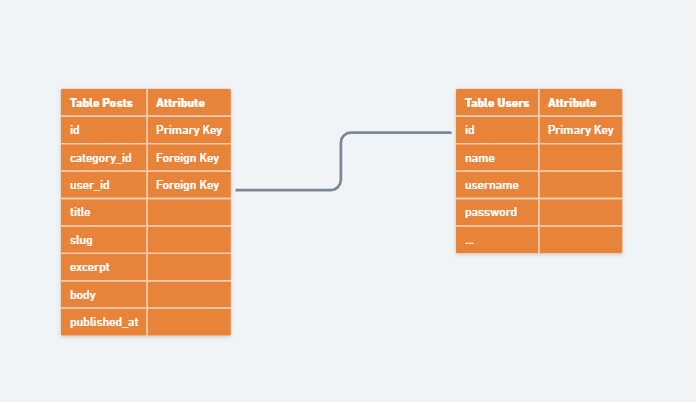 Table Posts Attribute
id Primary Key
category_id Foreign Key
user_id Foreign Key
title
slug
excerpt
body
published_at
Table Users Attribute
id Primary Key
name
username
password
...